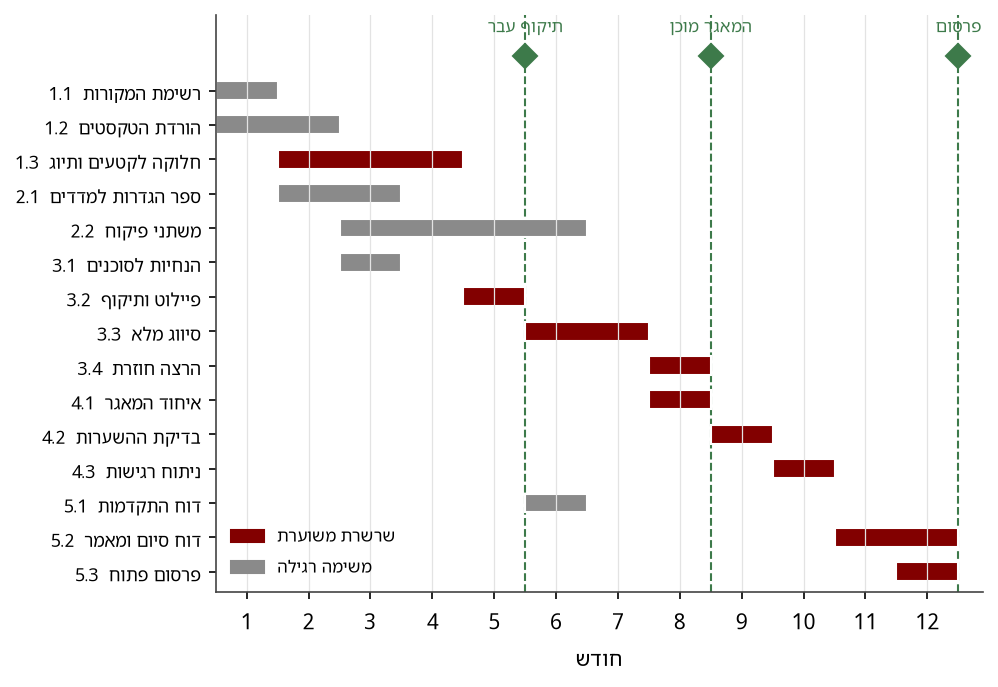 תיקוף עבר
המאגר מוכן
פרסום
1.1 רשימת המקורות
1.2 הורדת הטקסטים
1.3 חלוקה לקטעים ותיוג
2.1 ספר הגדרות למדדים
2.2 משתני פיקוח
3.1 הנחיות לסוכנים
3.2 פיילוט ותיקוף
3.3 סיווג מלא
3.4 הרצה חוזרת
4.1 איחוד המאגר
4.2 בדיקת ההשערות
4.3 ניתוח רגישות
5.1 דוח התקדמות
5.2 דוח סיום ומאמר
5.3 פרסום פתוח
שרשרת משוערת
משימה רגילה
1 2 3 4 5 6 7 8 9 10 11 12
חודש